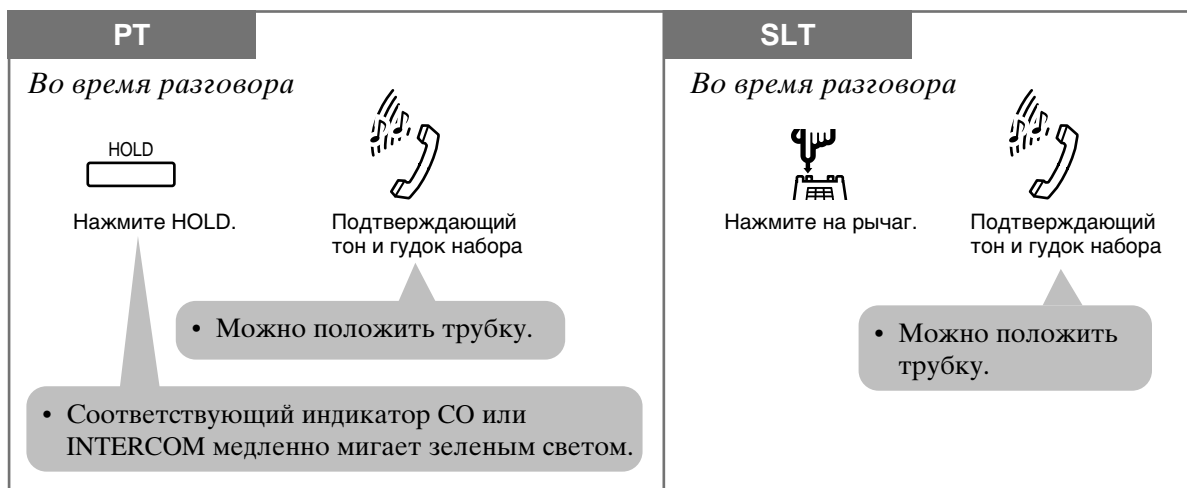 PT
Во время разговора
HOLD
Нажмите HOLD.
Подтверждающий
тон и гудок набора
• Можно положить трубку.
• Соответствующий индикатор CO или
INTERCOM медленно мигает зеленым светом.
SLT
Во время разговора
Нажмите на рычаг.
Подтверждающий
тон и гудок набора
• Можно положить
трубку.